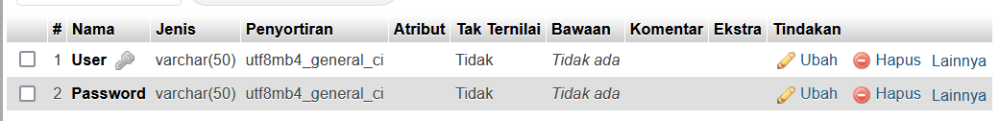 # Nama Jenis Penyortiran Atribut Tak Ternilai Bawaan Komentar Ekstra Tindakan
1 User varchar(50) utf8mb4_general_ci Tidak Tidak ada Ubah Hapus Lainnya
2 Password varchar(50) utf8mb4_general_ci Tidak Tidak ada Ubah Hapus Lainnya